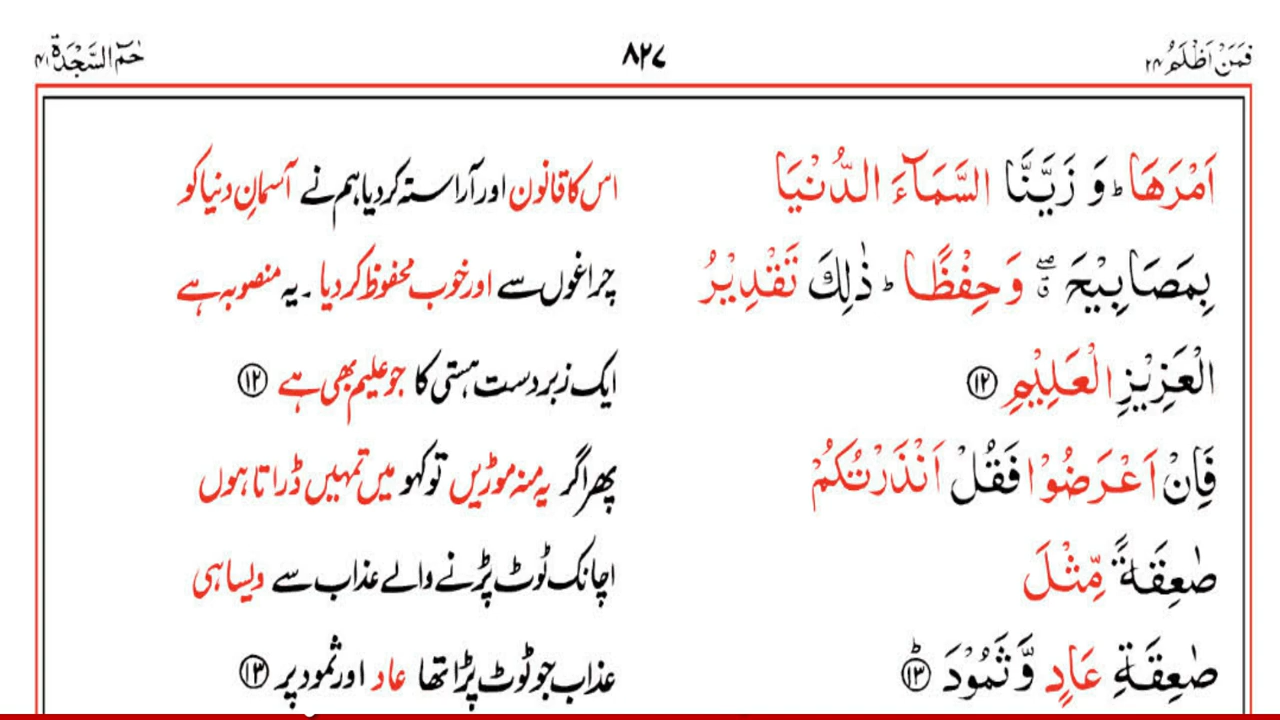 فَمَنْ اَظْلَمُ ۲۴ ۸۲۷ حٰمٓ السَّجْدَة ۴۱
اَمْرَهَا ؕ وَ زَيَّنَّا السَّمَآءَ الدُّنْيَا اس کا قانون اور آراستہ کر دیا ہم نے آسمانِ دنیا کو
بِمَصَابِيْحَ ۖۗ وَحِفْظًا ؕ ذٰلِكَ تَقْدِيْرُ چراغوں سے اور خوب محفوظ کر دیا ۔ یہ منصوبہ ہے
الْعَزِيْزِ الْعَلِيْمِ ⑫ ایک زبردست ہستی کا جو علیم بھی ہے ⑫
فَاِنْ اَعْرَضُوْا فَقُلْ اَنْذَرْتُكُمْ پھر اگر یہ منہ موڑیں تو کہو میں تمہیں ڈراتا ہوں
صٰعِقَةً مِّثْلَ اچانک ٹوٹ پڑنے والے عذاب سے ویسا ہی
صٰعِقَةِ عَادٍ وَّ ثَمُوْدَ ⑬ؕ عذاب جو ٹوٹ پڑا تھا عاد اور ثمود پر ⑬